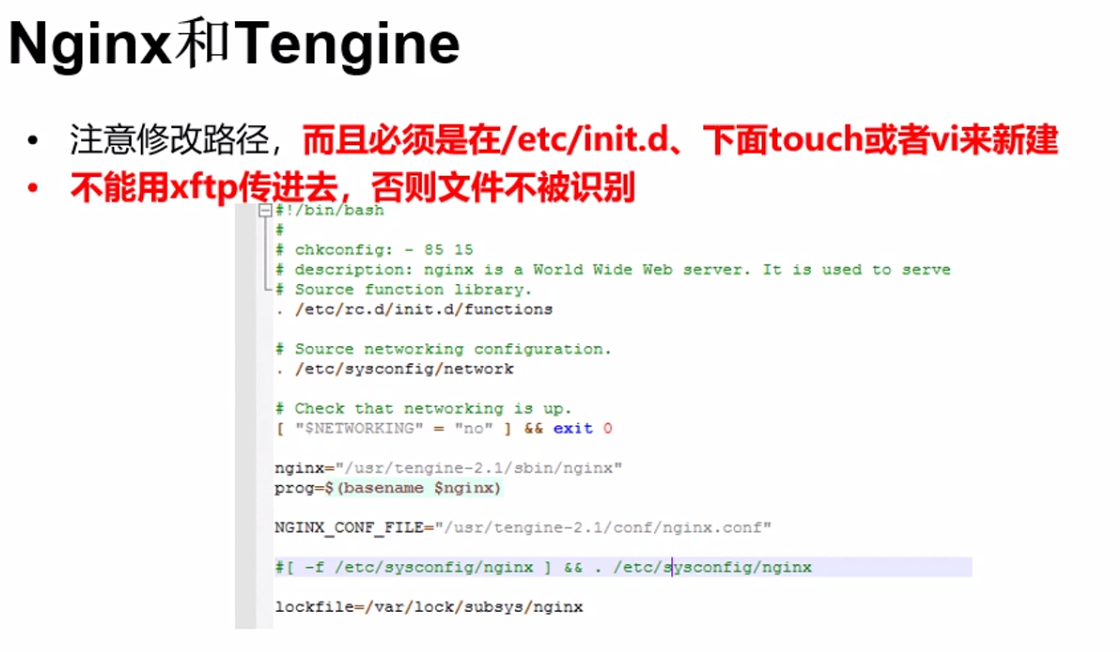 Nginx和Tengine
• 注意修改路径，而且必须是在/etc/init.d、下面touch或者vi来新建
• 不能用xftp传进去，否则文件不被识别
#!/bin/bash
#
# chkconfig: - 85 15
# description: nginx is a World Wide Web server. It is used to serve
# Source function library.
. /etc/rc.d/init.d/functions
# Source networking configuration.
. /etc/sysconfig/network
# Check that networking is up.
[ "$NETWORKING" = "no" ] && exit 0
nginx="/usr/tengine-2.1/sbin/nginx"
prog=$(basename $nginx)
NGINX_CONF_FILE="/usr/tengine-2.1/conf/nginx.conf"
#[ -f /etc/sysconfig/nginx ] && . /etc/sysconfig/nginx
lockfile=/var/lock/subsys/nginx